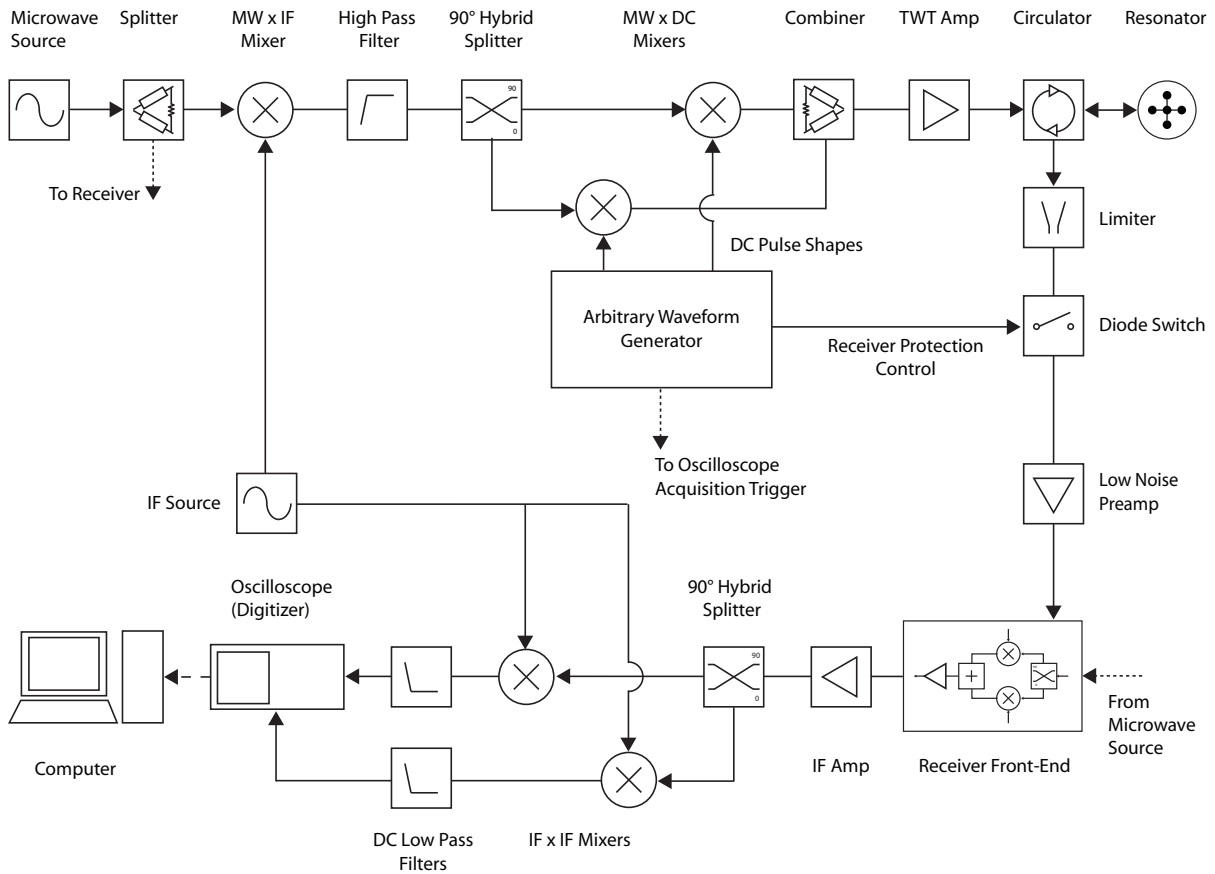 Microwave
Source
Splitter
MW x IF
Mixer
High Pass
Filter
90° Hybrid
Splitter
MW x DC
Mixers
Combiner
TWT Amp
Circulator
Resonator
90
0
To Receiver
Limiter
DC Pulse Shapes
Arbitrary Waveform
Generator
Diode Switch
Receiver Protection
Control
To Oscilloscope
Acquisition Trigger
Low Noise
Preamp
IF Source
Oscilloscope
(Digitizer)
90° Hybrid
Splitter
90
0
From
Microwave
Source
Computer
IF Amp
Receiver Front-End
DC Low Pass
Filters
IF x IF Mixers